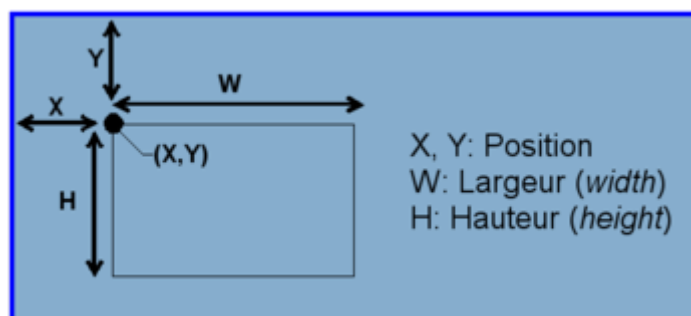 Y
W
X
(X,Y)
H
X, Y: Position
W: Largeur (width)
H: Hauteur (height)